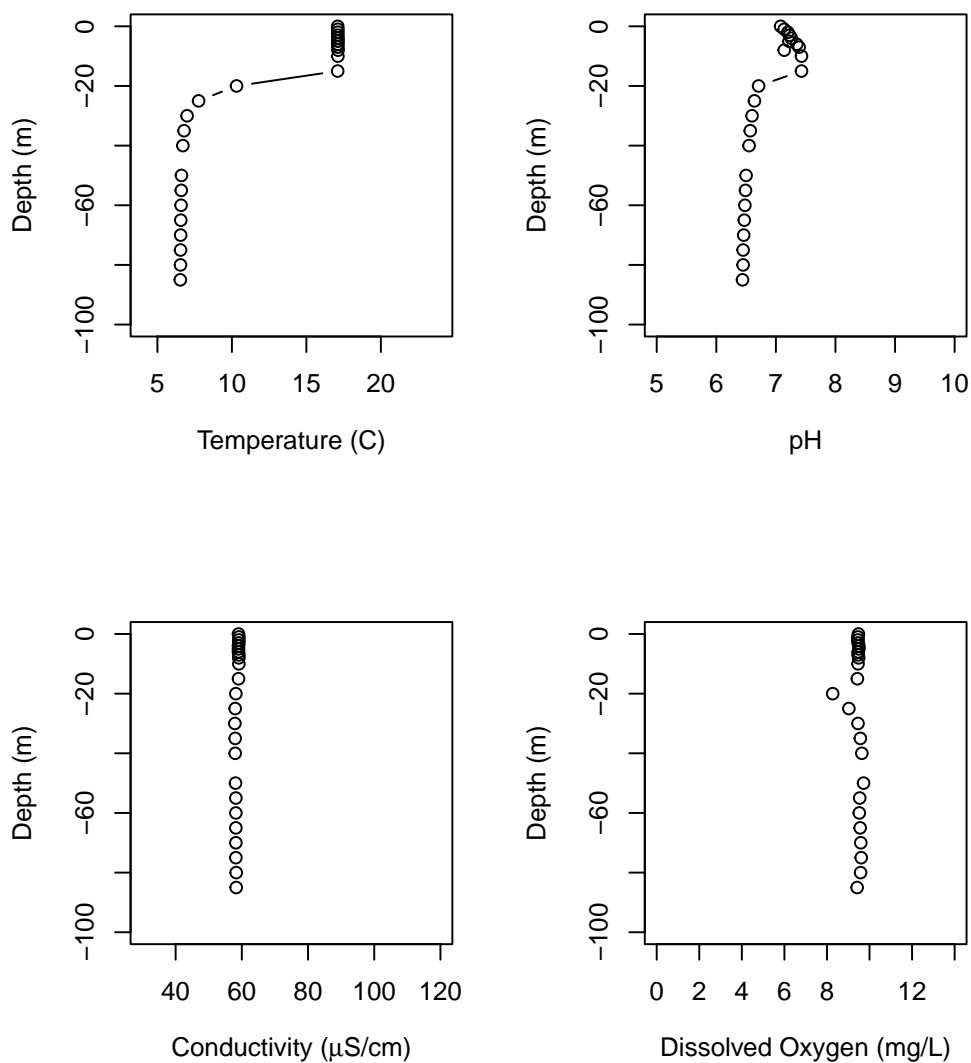 0
−20
−60
−100
Depth (m)
5 10 15 20
Temperature (C)
0
−20
−60
−100
Depth (m)
5 6 7 8 9 10
pH
0
−20
−60
−100
Depth (m)
40 60 80 100 120
Conductivity (μS/cm)
0
−20
−60
−100
Depth (m)
0 2 4 6 8 12
Dissolved Oxygen (mg/L)